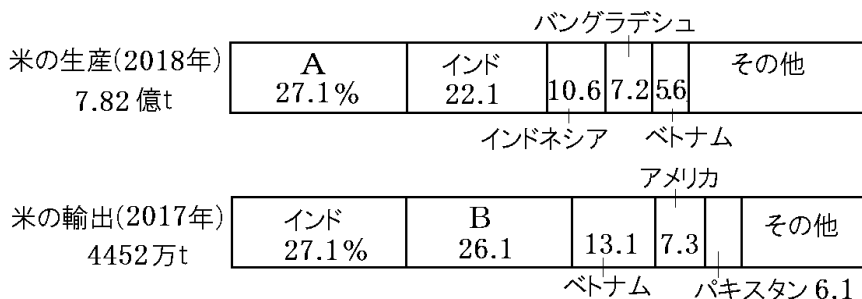 バングラデシュ
米の生産(2018年)
7.82億t
A
27.1%
インド
22.1
10.6
7.2
5.6
その他
インドネシア
ベトナム
アメリカ
米の輸出(2017年)
4452万t
インド
27.1%
B
26.1
13.1
7.3
その他
ベトナム
パキスタン 6.1